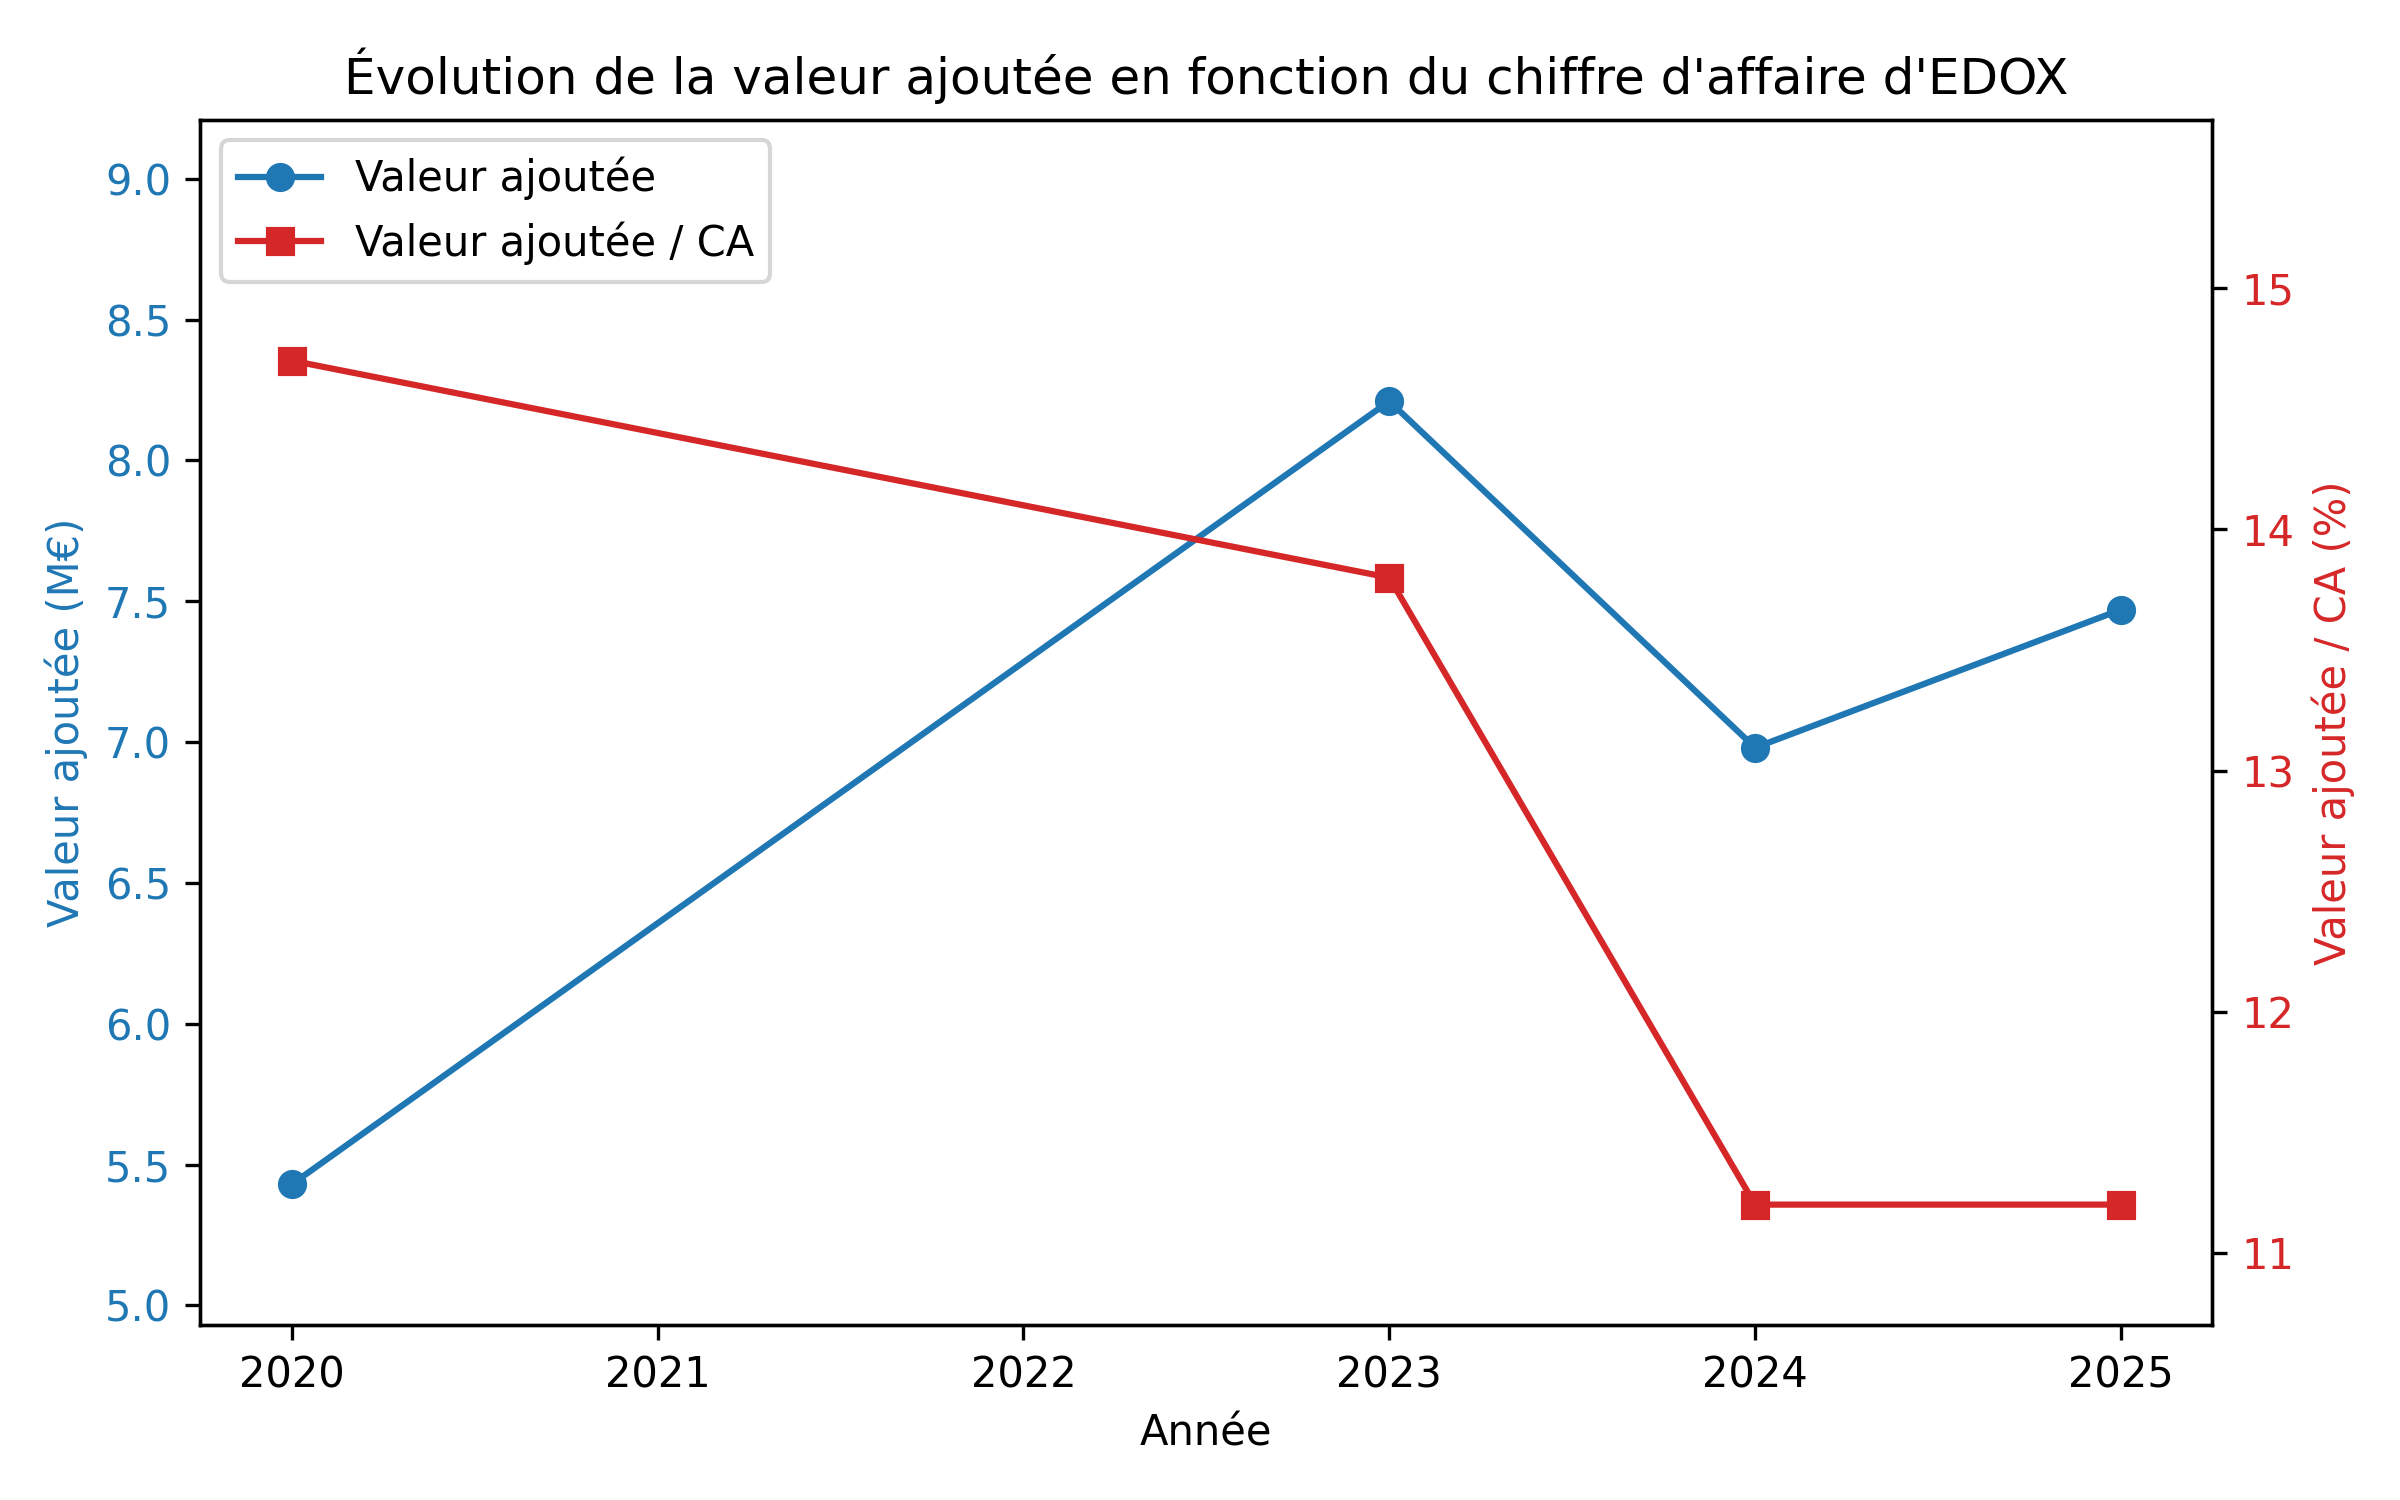 Évolution de la valeur ajoutée en fonction du chiffre d'affaire d'EDOX
Valeur ajoutée
Valeur ajoutée / CA
Valeur ajoutée (M€)
9.0
8.5
8.0
7.5
7.0
6.5
6.0
5.5
5.0
15
14
13
12
11
Valeur ajoutée / CA (%)
2020 2021 2022 2023 2024 2025
Année